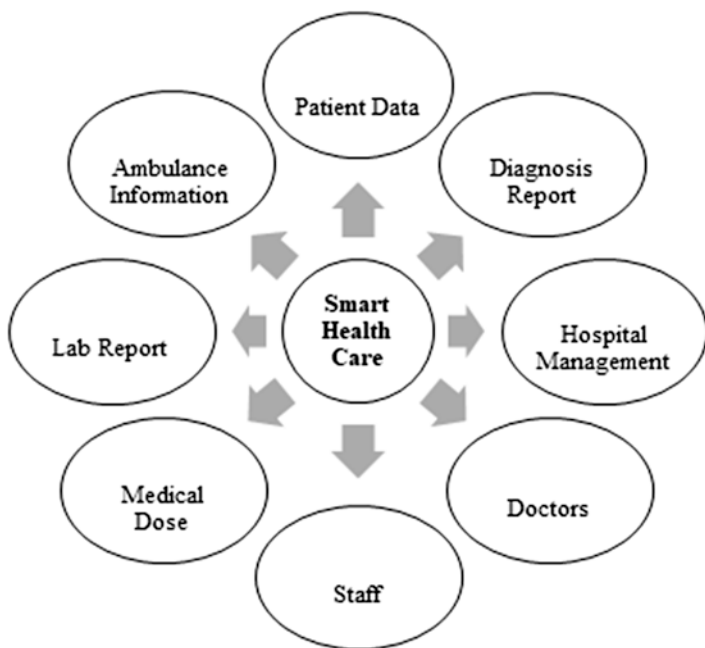 Patient Data
Ambulance
Information
Diagnosis
Report
Smart
Health
Care
Lab Report
Hospital
Management
Medical
Dose
Doctors
Staff